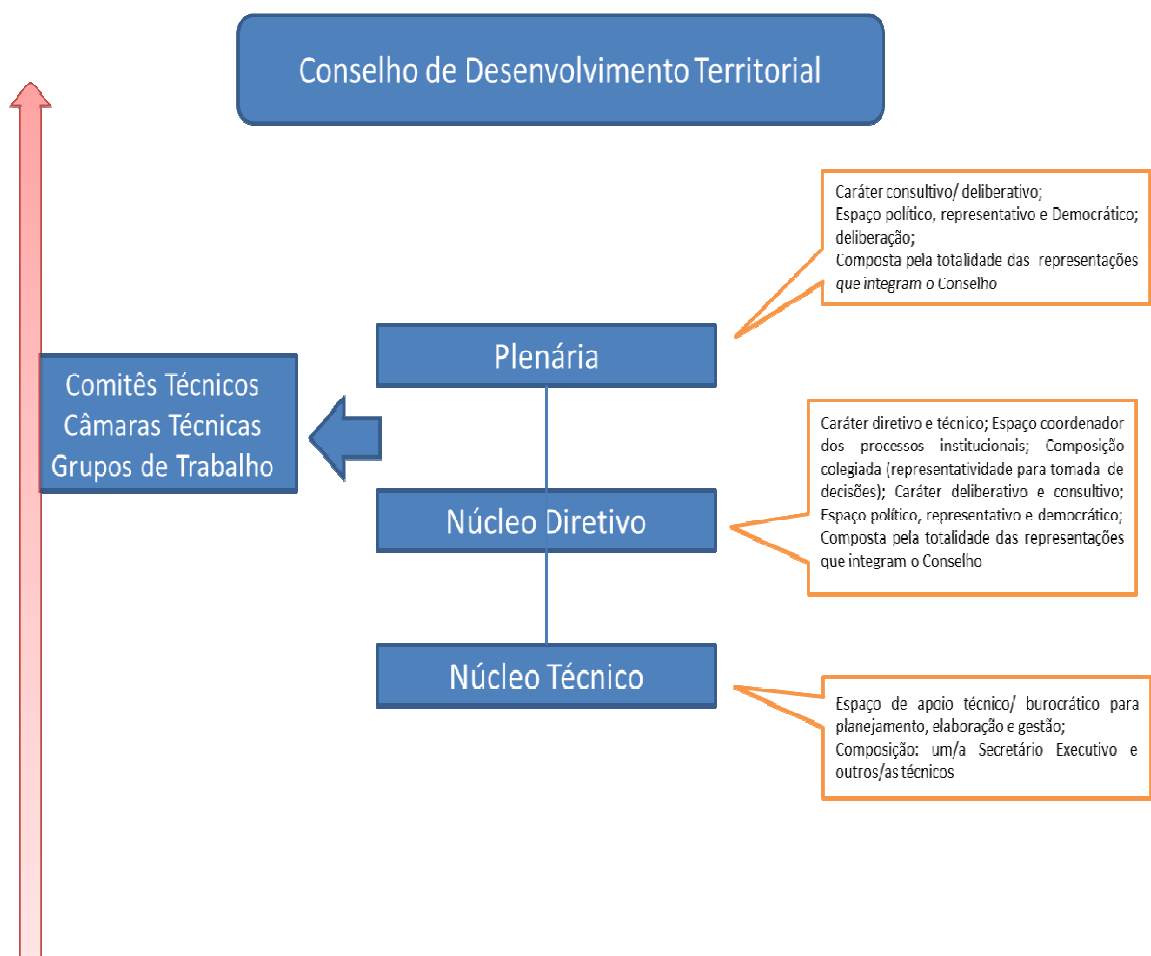 Conselho de Desenvolvimento Territorial
Caráter consultivo/ deliberativo;
Espaço político, representativo e Democrático;
deliberação;
Composta pela totalidade das representações
que integram o Conselho
Plenária
Comitês Técnicos
Câmaras Técnicas
Grupos de Trabalho
Caráter diretivo e técnico; Espaço coordenador
dos processos institucionais; Composição
colegiada (representatividade para tomada de
decisões); Caráter deliberativo e consultivo;
Espaço político, representativo e democrático;
Composta pela totalidade das representações
que integram o Conselho
Núcleo Diretivo
Núcleo Técnico
Espaço de apoio técnico/ burocrático para
planejamento, elaboração e gestão;
Composição: um/a Secretário Executivo e
outros/as técnicos